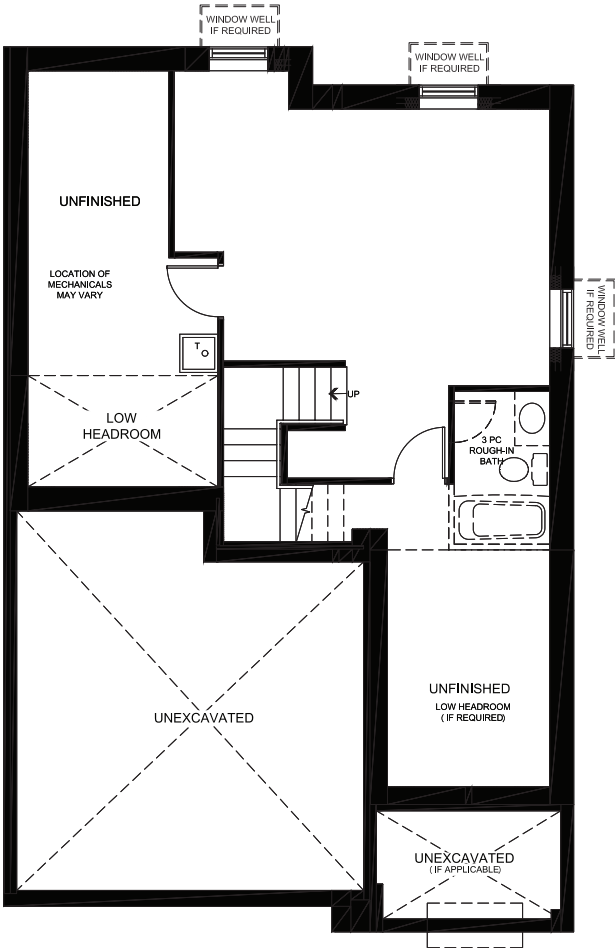 WINDOW WELL
IF REQUIRED
WINDOW WELL
IF REQUIRED
UNFINISHED
LOCATION OF
MECHANICALS
MAY VARY
WINDOW WELL
IF REQUIRED
T
LOW
HEADROOM
UP
3 PC
ROUGH-IN
BATH
UNFINISHED
LOW HEADROOM
( IF REQUIRED)
UNEXCAVATED
UNEXCAVATED
( IF APPLICABLE)